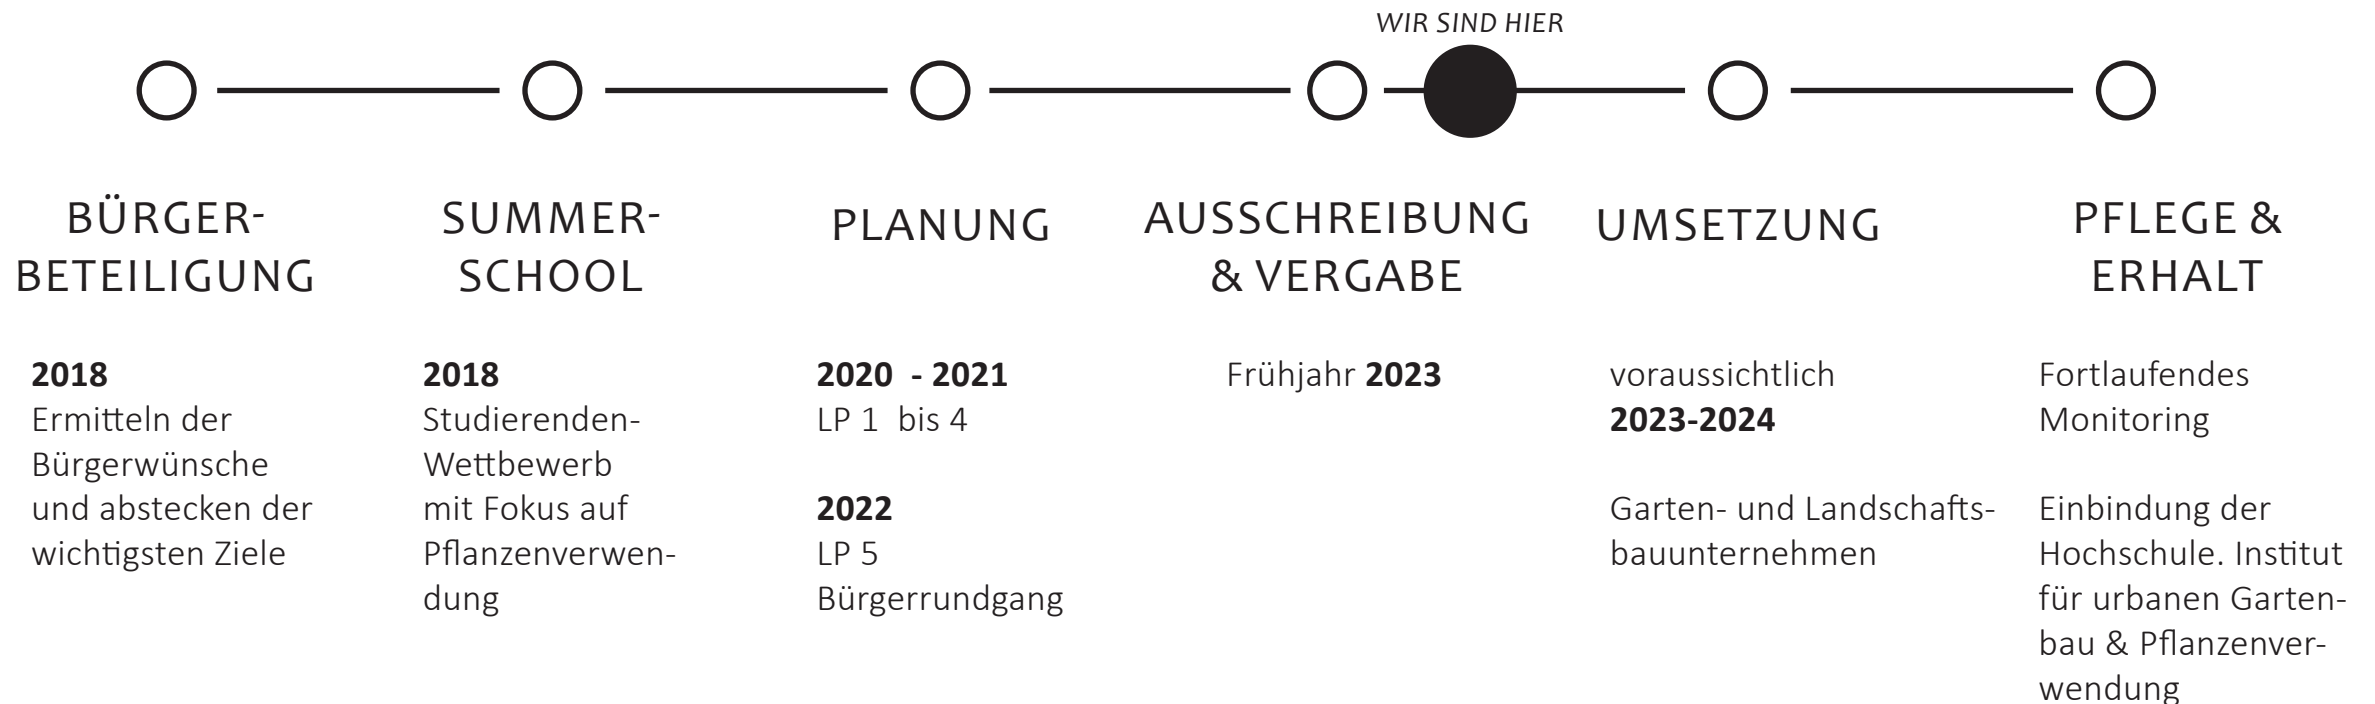 WIR SIND HIER
BÜRGER-
BETEILIGUNG
2018
Ermitteln der
Bürgerwünsche
und abstecken der
wichtigsten Ziele
SUMMER-
SCHOOL
2018
Studierenden-
Wettbewerb
mit Fokus auf
Pflanzenverwen-
dung
PLANUNG
2020 - 2021
LP 1 bis 4
2022
LP 5
Bürgerrundgang
AUSSCHREIBUNG
& VERGABE
Frühjahr 2023
UMSETZUNG
voraussichtlich
2023-2024
Garten- und Landschafts-
bauunternehmen
PFLEGE &
ERHALT
Fortlaufendes
Monitoring
Einbindung der
Hochschule. Institut
für urbanen Garten-
bau & Pflanzenver-
wendung